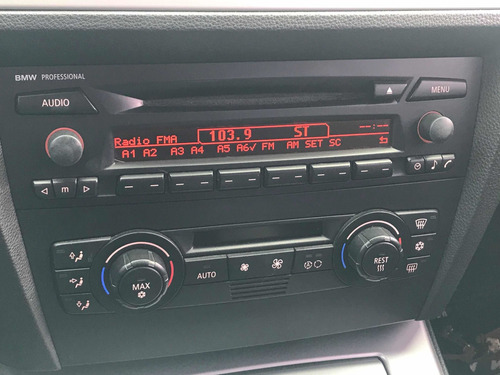 BMW PROFESSIONAL
AUDIO
MENU
Radio FMA 103.9 ST
A1 A2 A3 A4 A5 A6✓ FM AM SET SC
m
AUTO
MAX
REST